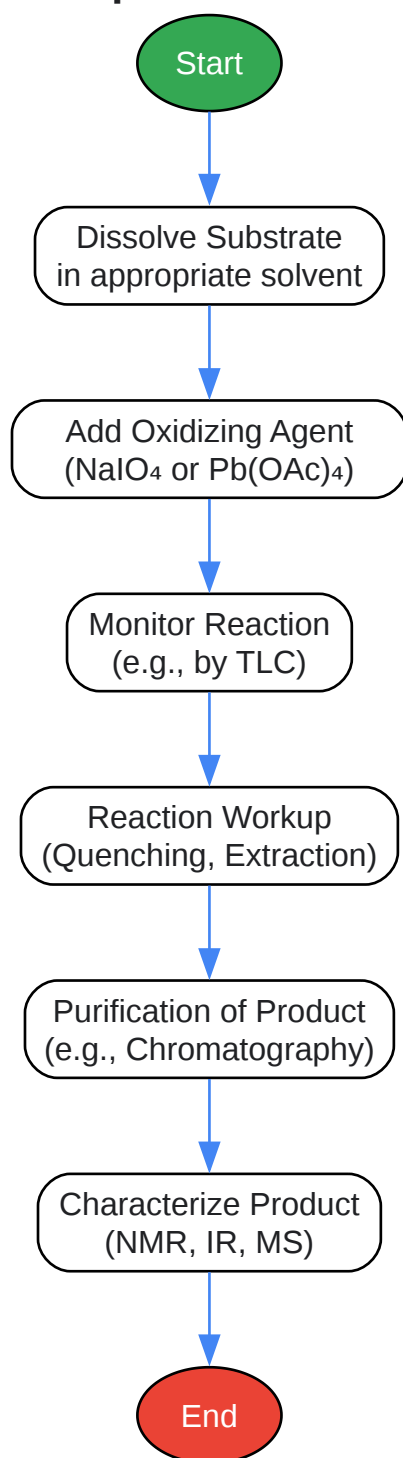 Start
Dissolve Substrate
in appropriate solvent
Add Oxidizing Agent
(NaIO₄ or Pb(OAc)₄)
Monitor Reaction
(e.g., by TLC)
Reaction Workup
(Quenching, Extraction)
Purification of Product
(e.g., Chromatography)
Characterize Product
(NMR, IR, MS)
End